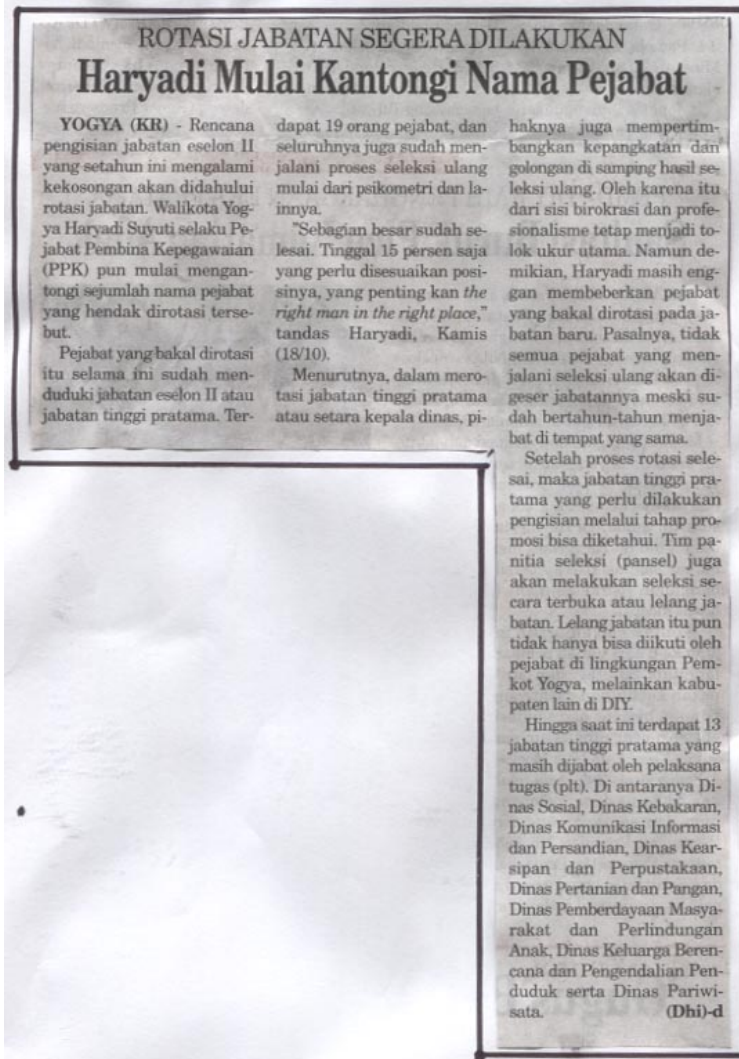 ROTASI JABATAN SEGERA DILAKUKAN
Haryadi Mulai Kantongi Nama Pejabat
YOGYA (KR) - Rencana
pengisian jabatan eselon II
yang setahun ini mengalami
kekosongan akan didahului
rotasi jabatan. Walikota Yog-
ya Haryadi Suyuti selaku Pe-
jabat Pembina Kepegawaian
(PPK) pun mulai mengan-
tongi sejumlah nama pejabat
yang hendak dirotasi terse-
but.
Pejabat yang bakal dirotasi
itu selama ini sudah men-
duduki jabatan eselon II atau
jabatan tinggi pratama. Ter-
dapat 19 orang pejabat, dan
seluruhnya juga sudah men-
jalani proses seleksi ulang
mulai dari psikometri dan la-
innya.
"Sebagian besar sudah se-
lesai. Tinggal 15 persen saja
yang perlu disesuaikan posi-
sinya, yang penting kan the
right man in the right place,"
tandas Haryadi, Kamis
(18/10).
Menurutnya, dalam mero-
tasi jabatan tinggi pratama
atau setara kepala dinas, pi-
haknya juga mempertim-
bangkan kepangkatan dan
golongan di samping hasil se-
leksi ulang. Oleh karena itu
dari sisi birokrasi dan profe-
sionalisme tetap menjadi to-
lok ukur utama. Namun de-
mikian, Haryadi masih eng-
gan membeberkan pejabat
yang bakal dirotasi pada ja-
batan baru. Pasalnya, tidak
semua pejabat yang men-
jalani seleksi ulang akan di-
geser jabatannya meski su-
dah bertahun-tahun menja-
bat di tempat yang sama.
Setelah proses rotasi sele-
sai, maka jabatan tinggi pra-
tama yang perlu dilakukan
pengisian melalui tahap pro-
mosi bisa diketahui. Tim pa-
nitia seleksi (pansel) juga
akan melakukan seleksi se-
cara terbuka atau lelang ja-
batan. Lelang jabatan itu pun
tidak hanya bisa diikuti oleh
pejabat di lingkungan Pem-
kot Yogya, melainkan kabu-
paten lain di DIY.
Hingga saat ini terdapat 13
jabatan tinggi pratama yang
masih dijabat oleh pelaksana
tugas (plt). Di antaranya Di-
nas Sosial, Dinas Kebakaran,
Dinas Komunikasi Informasi
dan Persandian, Dinas Kear-
sipan dan Perpustakaan,
Dinas Pertanian dan Pangan,
Dinas Pemberdayaan Masya-
rakat dan Perlindungan
Anak, Dinas Keluarga Beren-
cana dan Pengendalian Pen-
duduk serta Dinas Pariwi-
sata. (Dhi)-d